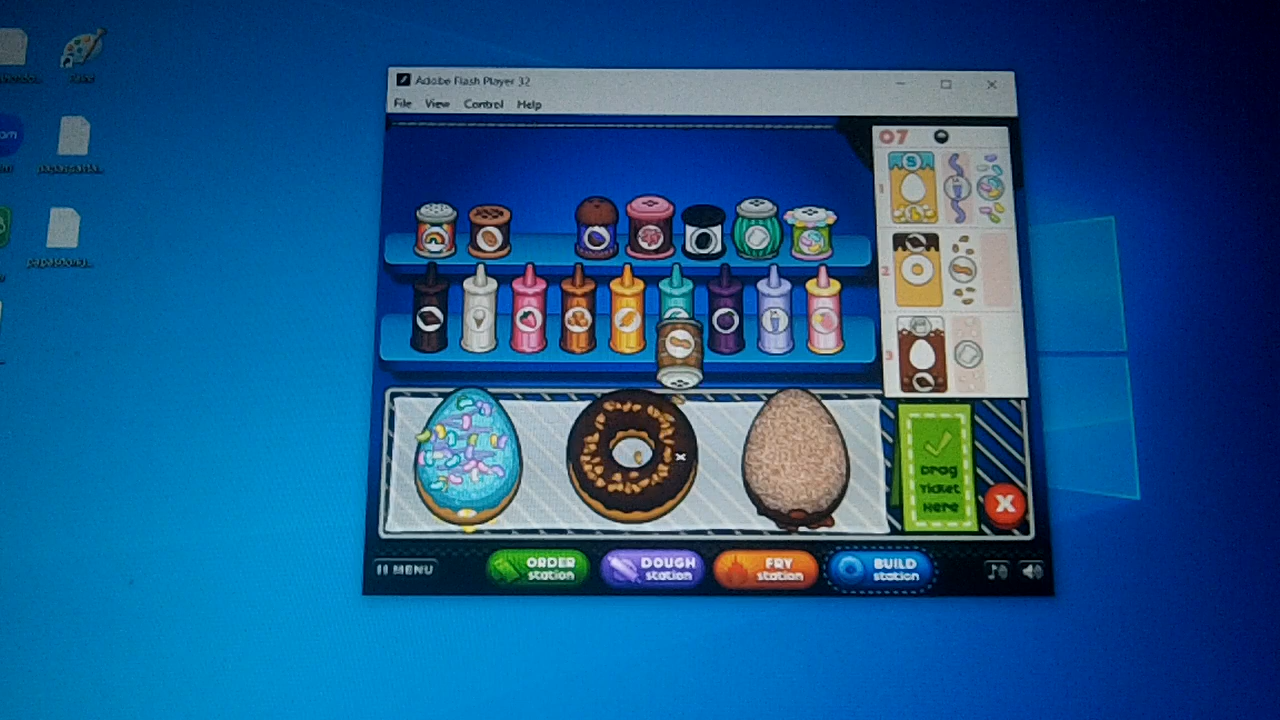 Adobe Flash Player 32
File View Control Help
07
S
1
2
3
Drag
Ticket
Here
X
MENU
ORDER
station
DOUGH
station
FRY
station
BUILD
station